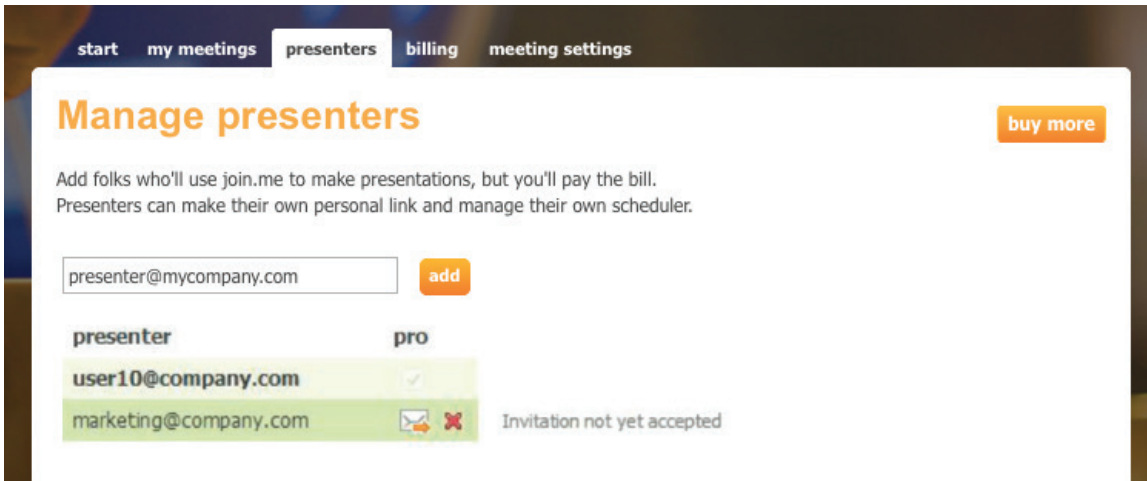 start my meetings presenters billing meeting settings
Manage presenters
buy more
Add folks who'll use join.me to make presentations, but you'll pay the bill.
Presenters can make their own personal link and manage their own scheduler.
presenter@mycompany.com add
presenter pro
user10@company.com
marketing@company.com Invitation not yet accepted